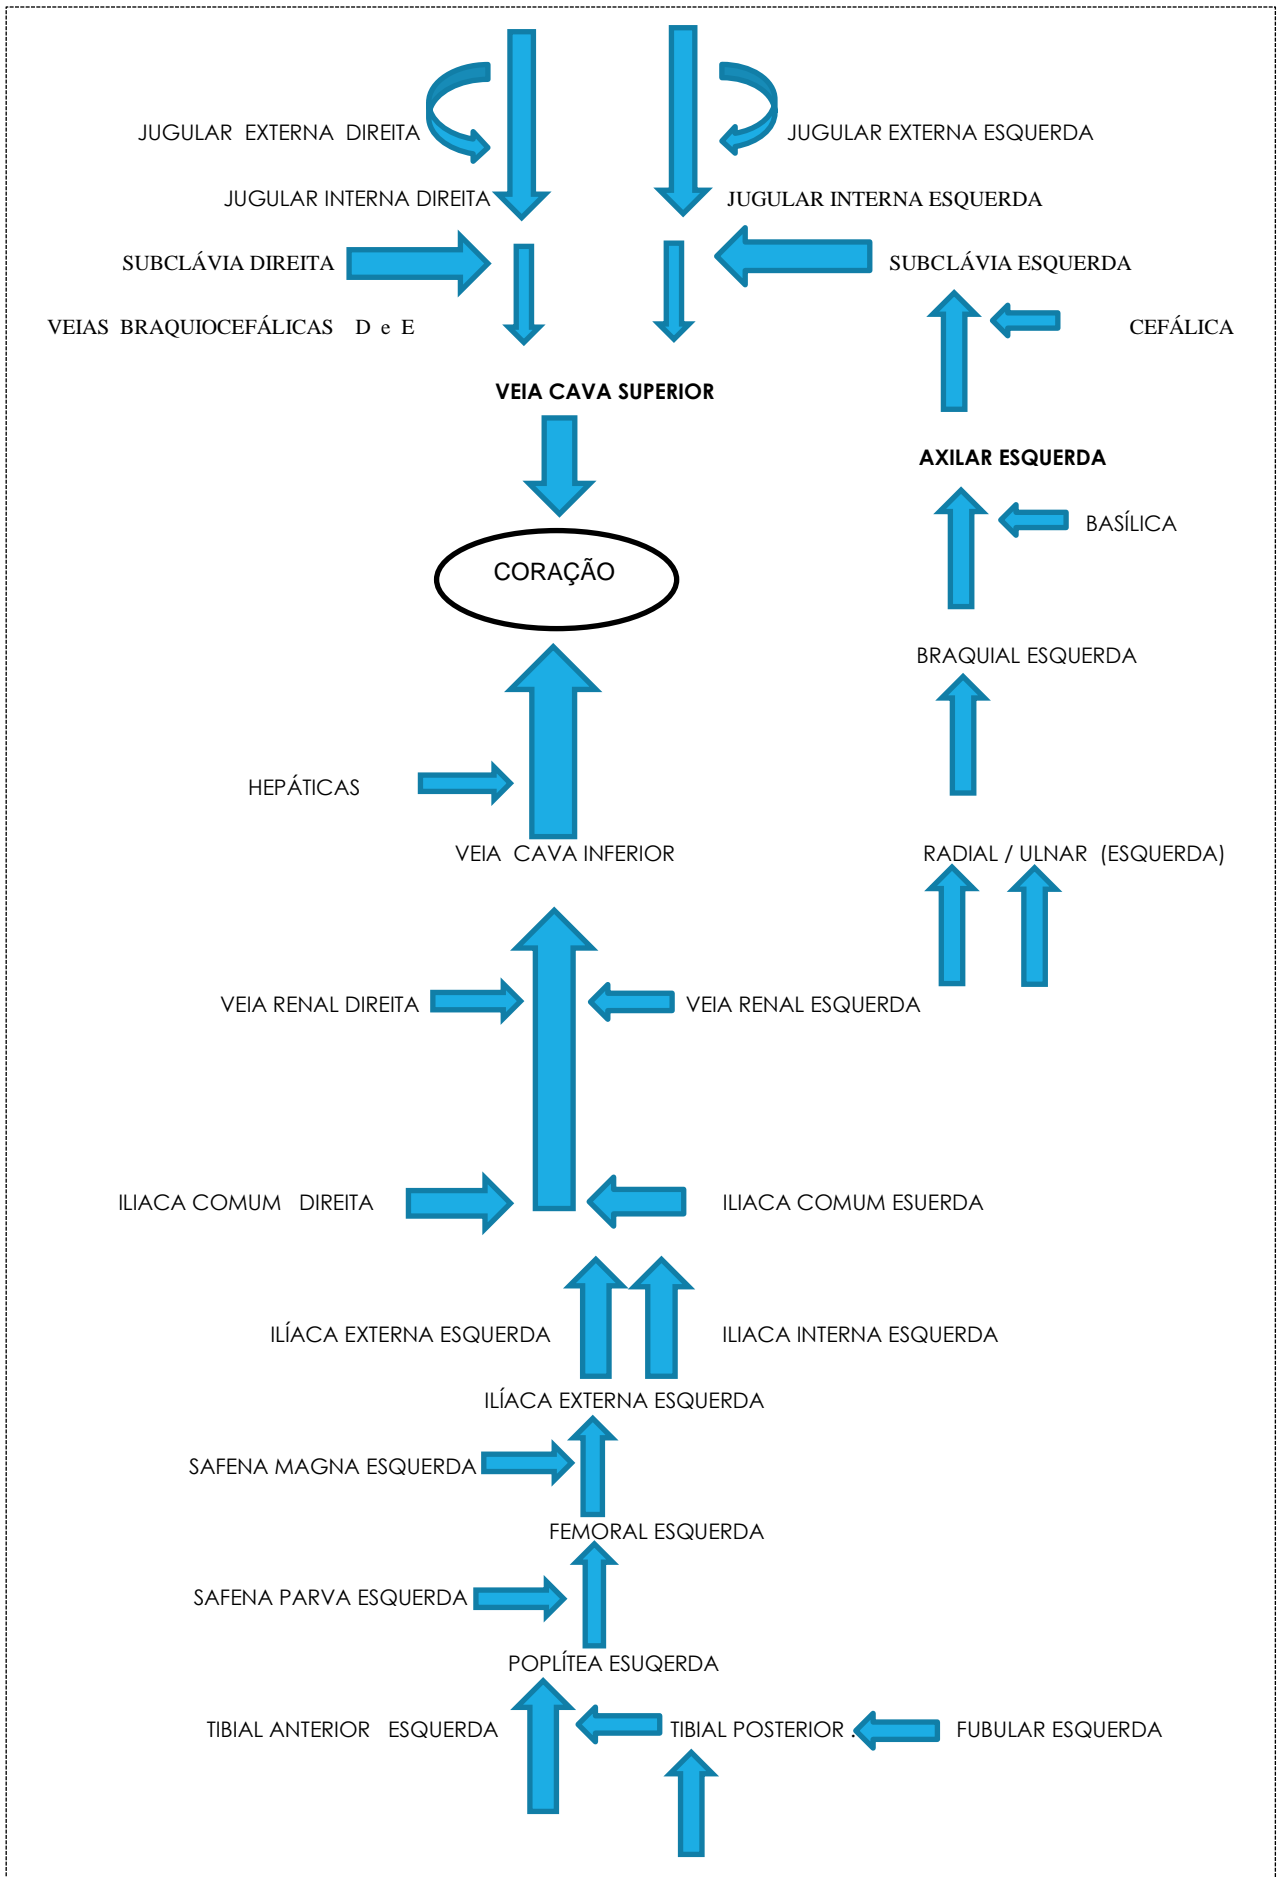 JUGULAR EXTERNA DIREITA
JUGULAR EXTERNA ESQUERDA
JUGULAR INTERNA DIREITA
JUGULAR INTERNA ESQUERDA
SUBCLÁVIA DIREITA
SUBCLÁVIA ESQUERDA
VEIAS BRAQUIOCEFÁLICAS D e E
CEFÁLICA
VEIA CAVA SUPERIOR
AXILAR ESQUERDA
BASÍLICA
CORAÇÃO
BRAQUIAL ESQUERDA
HEPÁTICAS
VEIA CAVA INFERIOR
RADIAL / ULNAR (ESQUERDA)
VEIA RENAL DIREITA
VEIA RENAL ESQUERDA
ILIACA COMUM DIREITA
ILIACA COMUM ESUERDA
ILÍACA EXTERNA ESQUERDA
ILIACA INTERNA ESQUERDA
ILÍACA EXTERNA ESQUERDA
SAFENA MAGNA ESQUERDA
FEMORAL ESQUERDA
SAFENA PARVA ESQUERDA
POPLÍTEA ESUQERDA
TIBIAL ANTERIOR ESQUERDA
TIBIAL POSTERIOR .
FUBULAR ESQUERDA